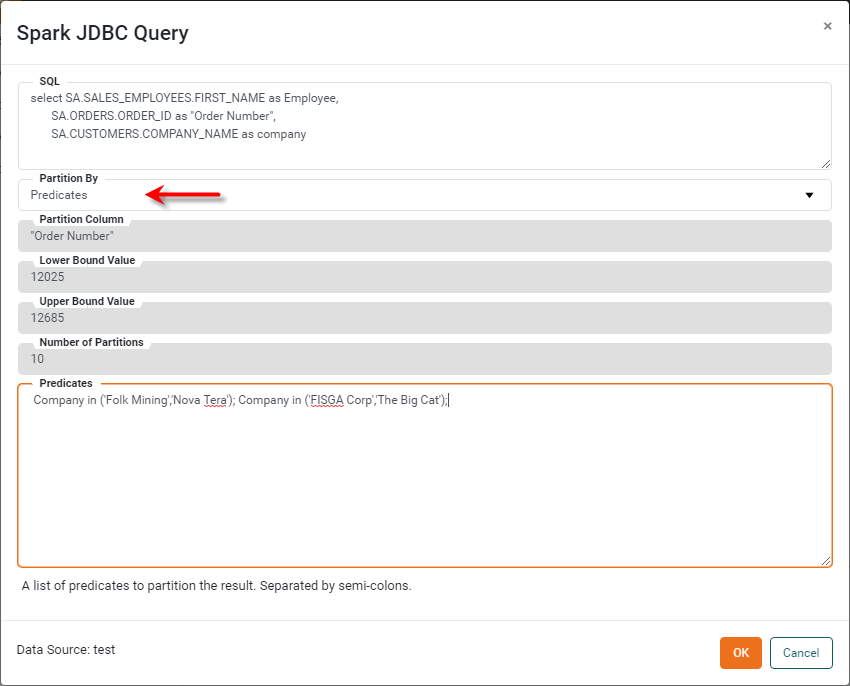 Spark JDBC Query
×
SQL
select SA.SALES_EMPLOYEES.FIRST_NAME as Employee,
SA.ORDERS.ORDER_ID as "Order Number",
SA.CUSTOMERS.COMPANY_NAME as company
Partition By
Predicates
Partition Column
"Order Number"
Lower Bound Value
12025
Upper Bound Value
12685
Number of Partitions
10
Predicates
Company in ('Folk Mining','Nova Tera'); Company in ('FISGA Corp','The Big Cat');
A list of predicates to partition the result. Separated by semi-colons.
Data Source: test
OK
Cancel